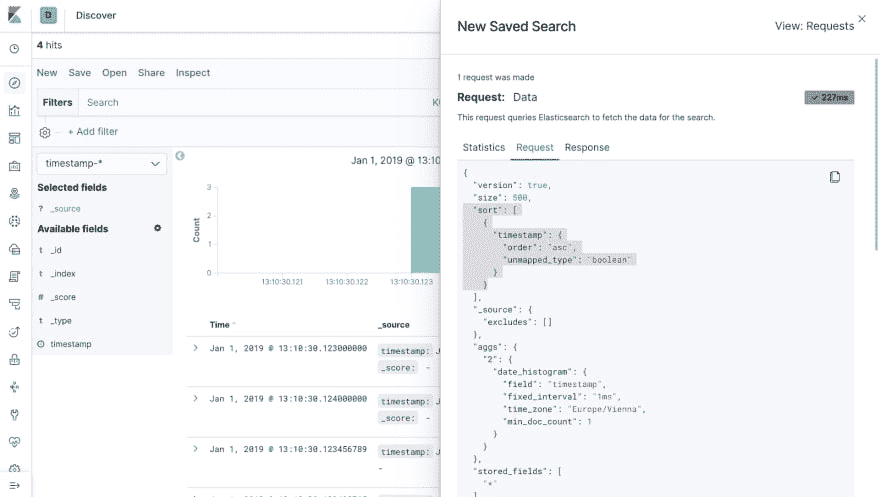 D Discover
4 hits
New Save Open Share Inspect
Filters Search
+ Add filter
timestamp-*
Selected fields
? _source
Available fields
t _id
t _index
# _score
t _type
timestamp
Jan 1, 2019 @ 13:10
Count
3
2
1
0
13:10:30.121 13:10:30.122 13:10:30.123
Time _source
Jan 1, 2019 @ 13:10:30.123000000 timestamp:
_score: -
Jan 1, 2019 @ 13:10:30.124000000 timestamp:
_score: -
Jan 1, 2019 @ 13:10:30.123456789 timestamp:
-
New Saved Search
View: Requests
1 request was made
Request: Data
227ms
This request queries Elasticsearch to fetch the data for the search.
Statistics Request Response
{
"version": true,
"size": 500,
"sort": [
{
"timestamp": {
"order": "asc",
"unmapped_type": "boolean"
}
}
],
"_source": {
"excludes": []
},
"aggs": {
"2": {
"date_histogram": {
"field": "timestamp",
"fixed_interval": "1ms",
"time_zone": "Europe/Vienna",
"min_doc_count": 1
}
}
},
"stored_fields": [
"*"